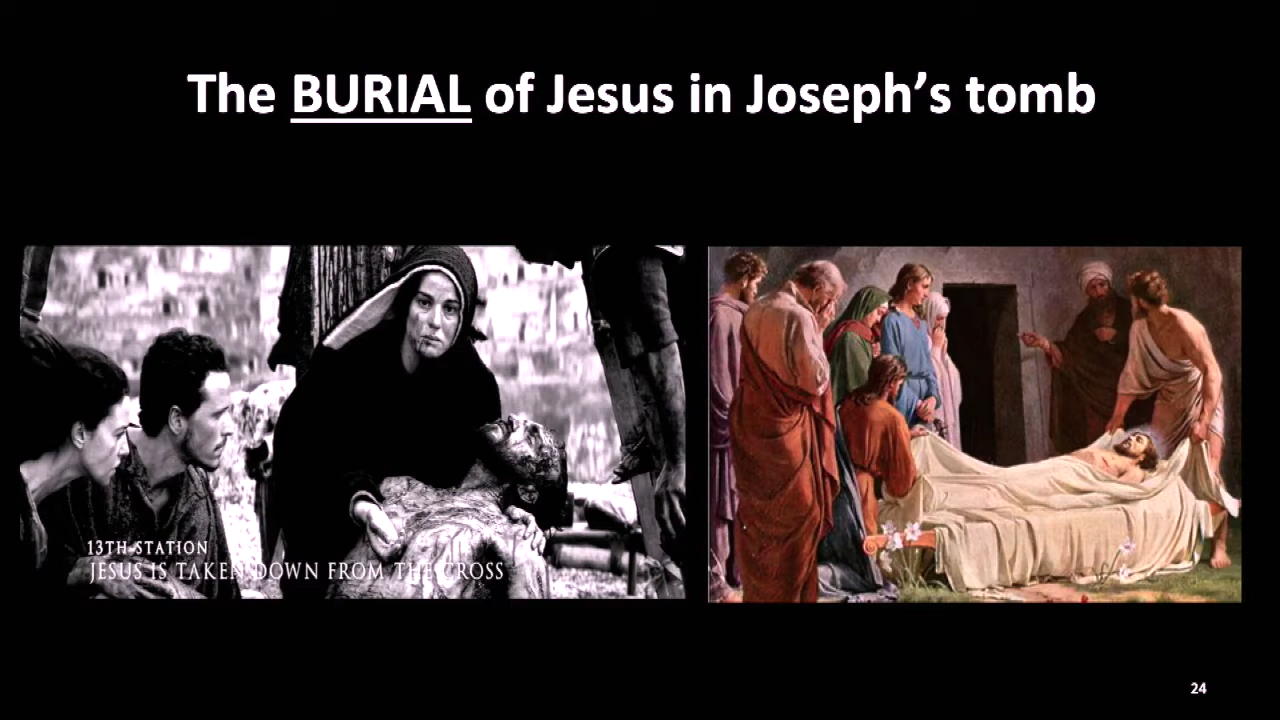 The BURIAL of Jesus in Joseph’s tomb
13TH STATION
JESUS IS TAKEN DOWN FROM THE CROSS
24